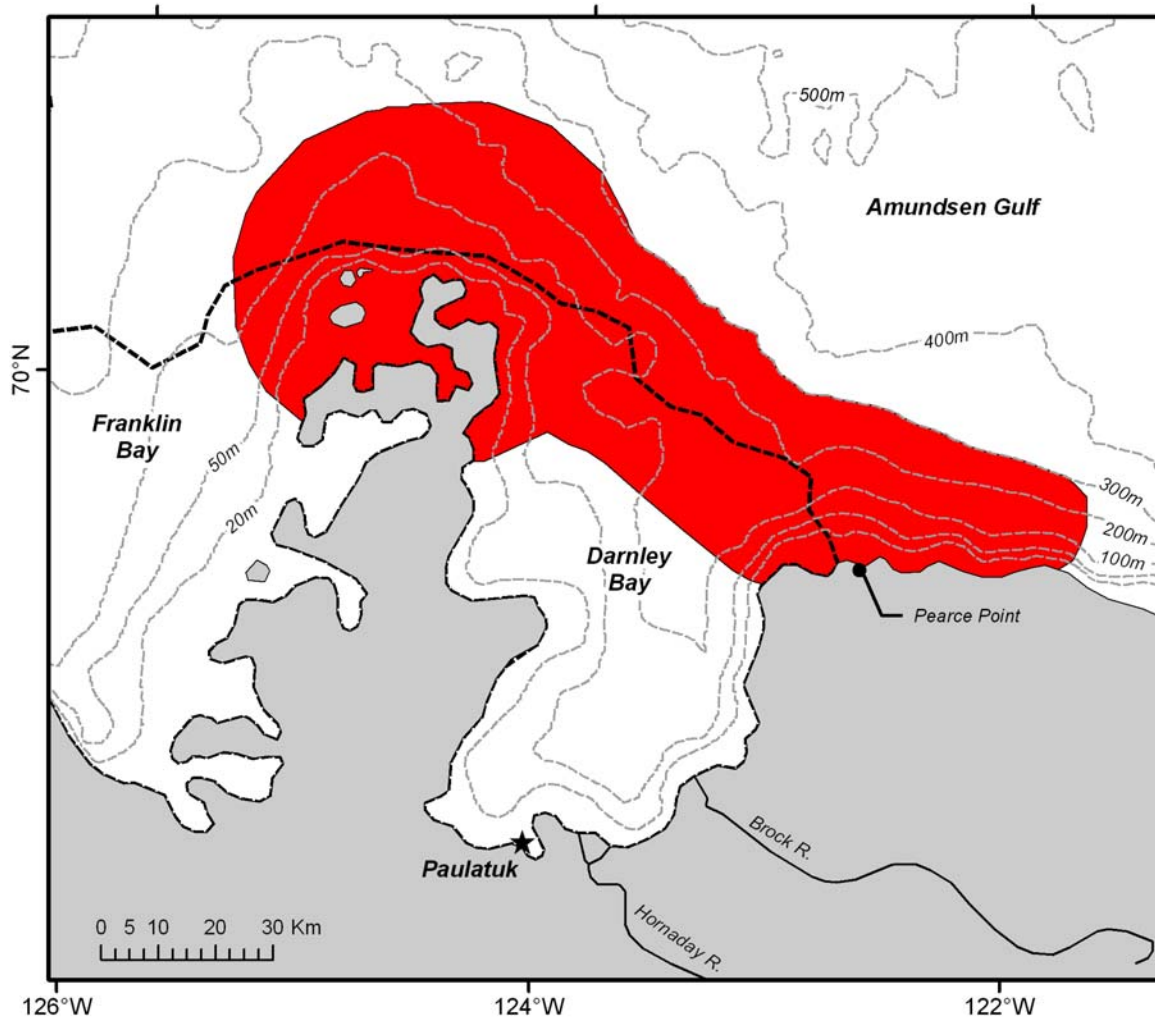 500m
Amundsen Gulf
400m
70°N
Franklin
Bay
50m
20m
300m
200m
100m
Darnley
Bay
Pearce Point
Brock R.
Paulatuk
Hornaday R.
0 5 10 20 30 Km
126°W 124°W 122°W